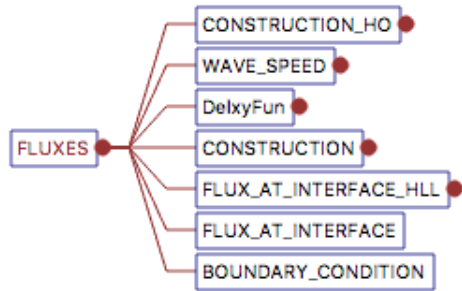 CONSTRUCTION_HO
WAVE_SPEED
DelxyFun
FLUXES
CONSTRUCTION
FLUX_AT_INTERFACE_HLL
FLUX_AT_INTERFACE
BOUNDARY_CONDITION